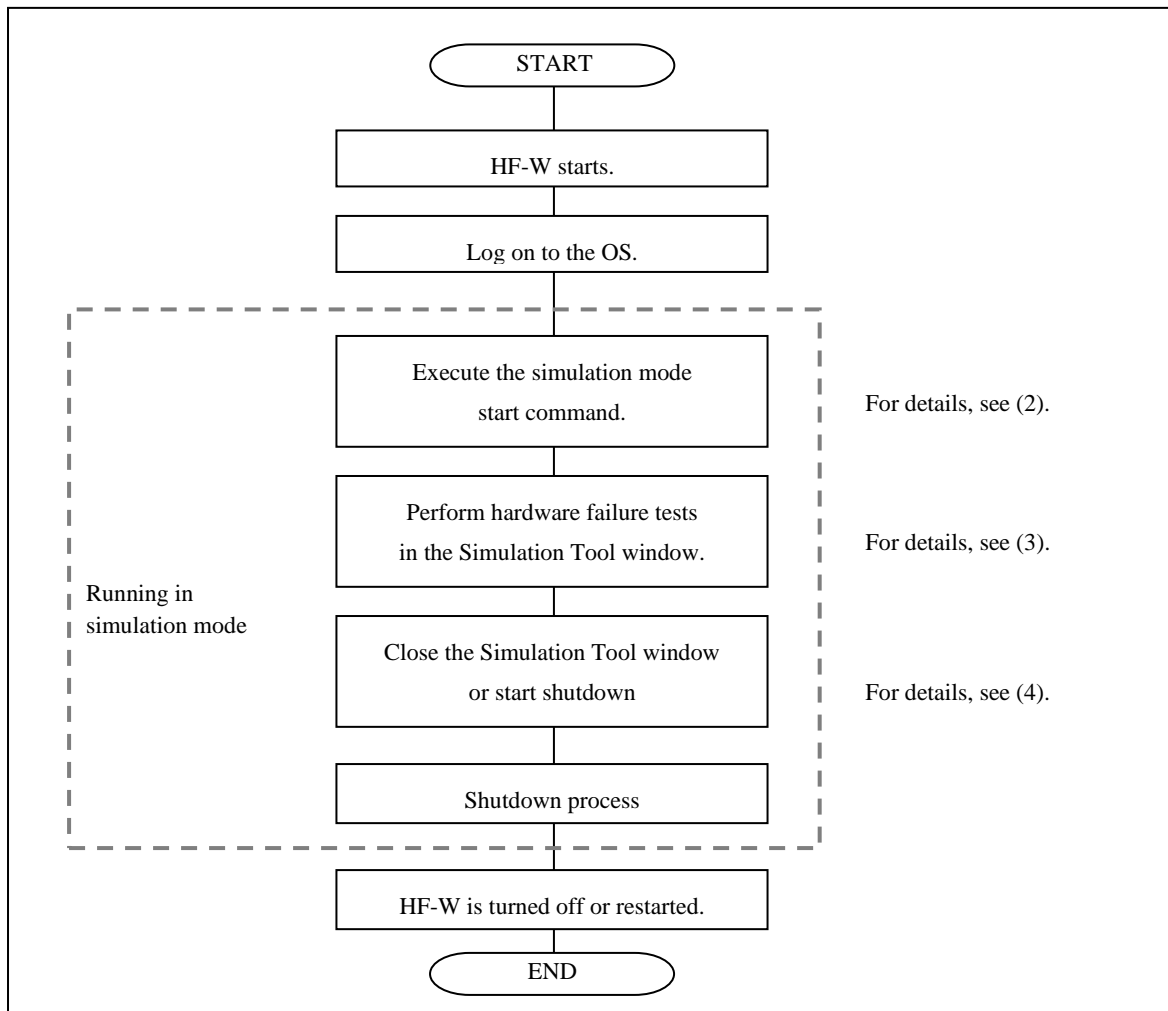 START
HF-W starts.
Log on to the OS.
Execute the simulation mode
start command.
For details, see (2).
Perform hardware failure tests
in the Simulation Tool window.
For details, see (3).
Running in
simulation mode
Close the Simulation Tool window
or start shutdown
For details, see (4).
Shutdown process
HF-W is turned off or restarted.
END